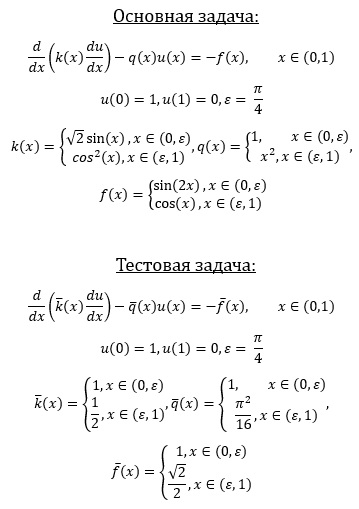 Основная задача:
d/dx (k(x) du/dx) − q(x)u(x) = −f(x), x ∈ (0,1)
u(0) = 1, u(1) = 0, ε = π/4
k(x) = {√2 sin(x) , x ∈ (0, ε) cos²(x), x ∈ (ε, 1) , q(x) = {1, x ∈ (0, ε) x², x ∈ (ε, 1) ,
f(x) = {sin(2x) , x ∈ (0, ε) cos(x) , x ∈ (ε, 1)
Тестовая задача:
d/dx (k̅(x) du/dx) − q̅(x)u(x) = −f̅(x), x ∈ (0,1)
u(0) = 1, u(1) = 0, ε = π/4
k̅(x) = {1, x ∈ (0, ε) 1/2, x ∈ (ε, 1) , q̅(x) = {1, x ∈ (0, ε) π²/16, x ∈ (ε, 1) ,
f̅(x) = {1, x ∈ (0, ε) √2/2, x ∈ (ε, 1)